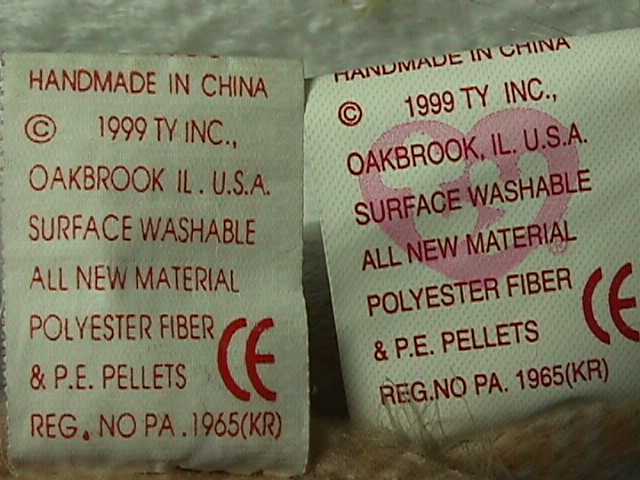 HANDMADE IN CHINA
© 1999 TY INC.,
OAKBROOK IL. U.S.A.
SURFACE WASHABLE
ALL NEW MATERIAL
POLYESTER FIBER
& P.E. PELLETS CE
REG. NO PA. 1965(KR)
HANDMADE IN CHINA
© 1999 TY INC.,
OAKBROOK, IL. U.S.A.
SURFACE WASHABLE
ALL NEW MATERIAL ®
POLYESTER FIBER
& P.E. PELLETS CE
REG.NO PA. 1965(KR)